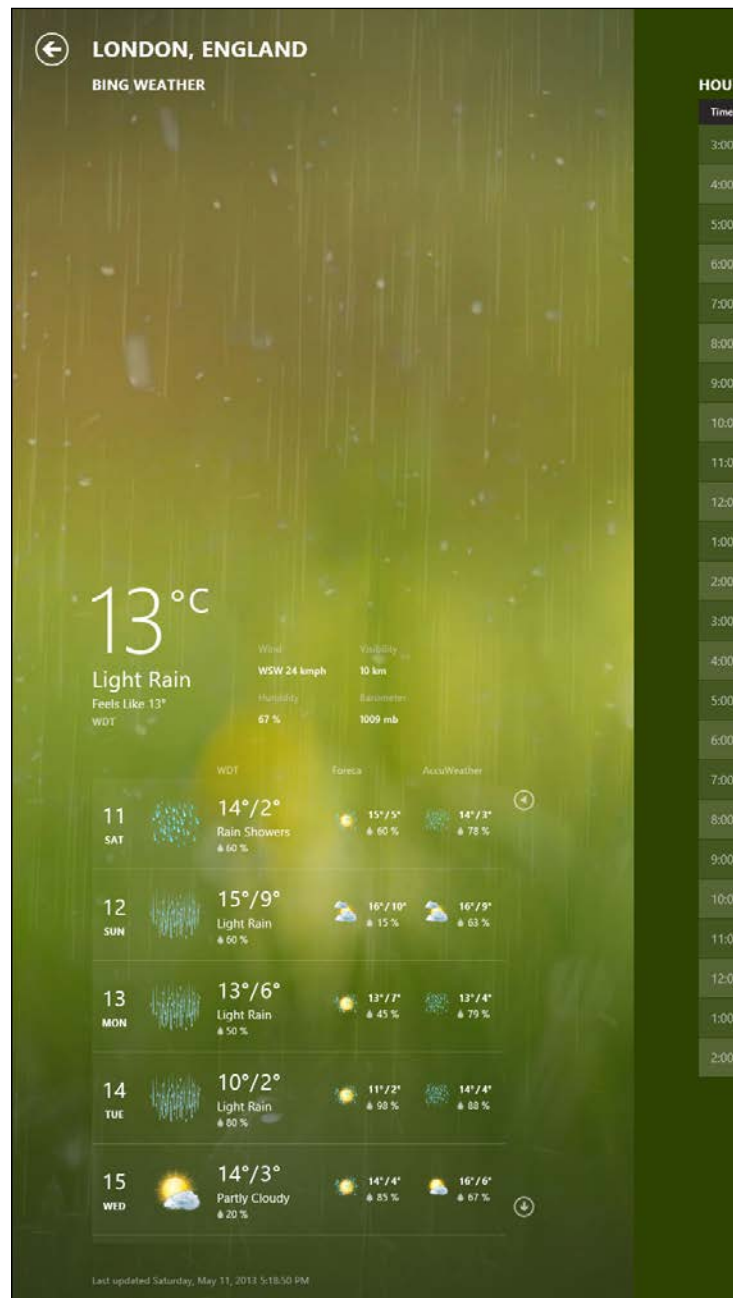 LONDON, ENGLAND
BING WEATHER
13°C
Light Rain
Feels Like 13°
WDT
Wind
WSW 24 kmph
Visibility
10 km
Humidity
67 %
Barometer
1009 mb
WDT Foreca AccuWeather
11
SAT
14°/2°
Rain Showers
60 %
15°/5°
60 %
14°/3°
78 %
12
SUN
15°/9°
Light Rain
60 %
16°/10°
15 %
16°/9°
63 %
13
MON
13°/6°
Light Rain
50 %
13°/7°
45 %
13°/4°
79 %
14
TUE
10°/2°
Light Rain
80 %
11°/2°
98 %
14°/4°
88 %
15
WED
14°/3°
Partly Cloudy
20 %
14°/4°
85 %
16°/6°
67 %
Last updated Saturday, May 11, 2013 5:18:50 PM
HOU
Time
3:00
4:00
5:00
6:00
7:00
8:00
9:00
10:0
11:0
12:0
1:00
2:00
3:00
4:00
5:00
6:00
7:00
8:00
9:00
10:0
11:0
12:0
1:00
2:00